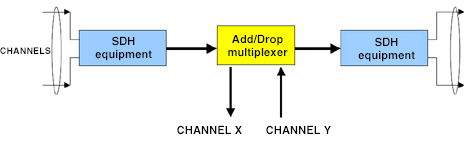 CHANNELS
SDH
equipment
Add/Drop
multiplexer
SDH
equipment
CHANNEL X
CHANNEL Y